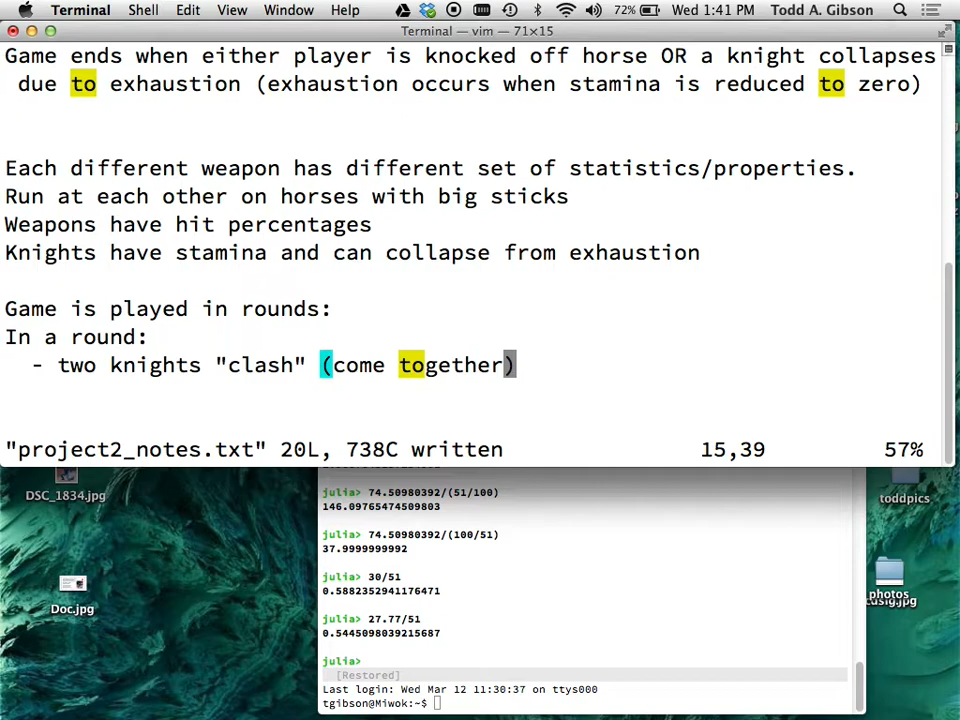 Terminal Shell Edit View Window Help 72% Wed 1:41 PM Todd A. Gibson
Terminal — vim — 71×15
Game ends when either player is knocked off horse OR a knight collapses
due to exhaustion (exhaustion occurs when stamina is reduced to zero)
Each different weapon has different set of statistics/properties.
Run at each other on horses with big sticks
Weapons have hit percentages
Knights have stamina and can collapse from exhaustion
Game is played in rounds:
In a round:
- two knights "clash" (come together)
"project2_notes.txt" 20L, 738C written 15,39 57%
DSC_1834.jpg
toddpics
julia> 74.50980392/(51/100)
146.09765474509803
julia> 74.50980392/(100/51)
37.9999999992
julia> 30/51
0.5882352941176471
Doc.jpg
photos
julia> 27.77/51
0.5445098039215687
julia>
[Restored]
Last login: Wed Mar 12 11:30:37 on ttys000
tgibson@Miwok:~$